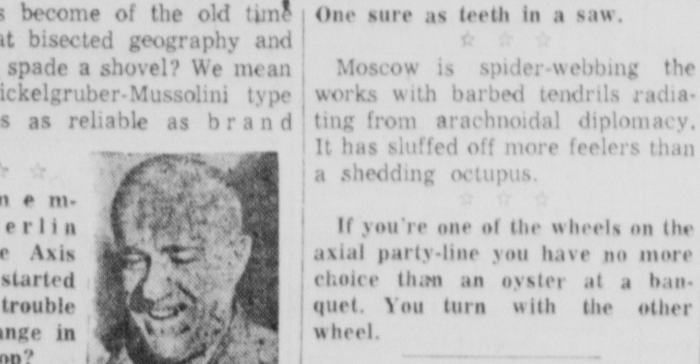 become of the old time
bisected geography and
spade a shovel? We mean
ickelgruber-Mussolini type
as reliable as brand
e m-
erlin
Axis
started
trouble
ange in
op?
One sure as teeth in a saw.
Moscow is spider-webbing the
works with barbed tendrils radia-
ting from arachnoidal diplomacy.
It has sluffed off more feelers than
a shedding octupus.
If you're one of the wheels on the
axial party-line you have no more
choice than an oyster at a ban-
quet. You turn with the other
wheel.